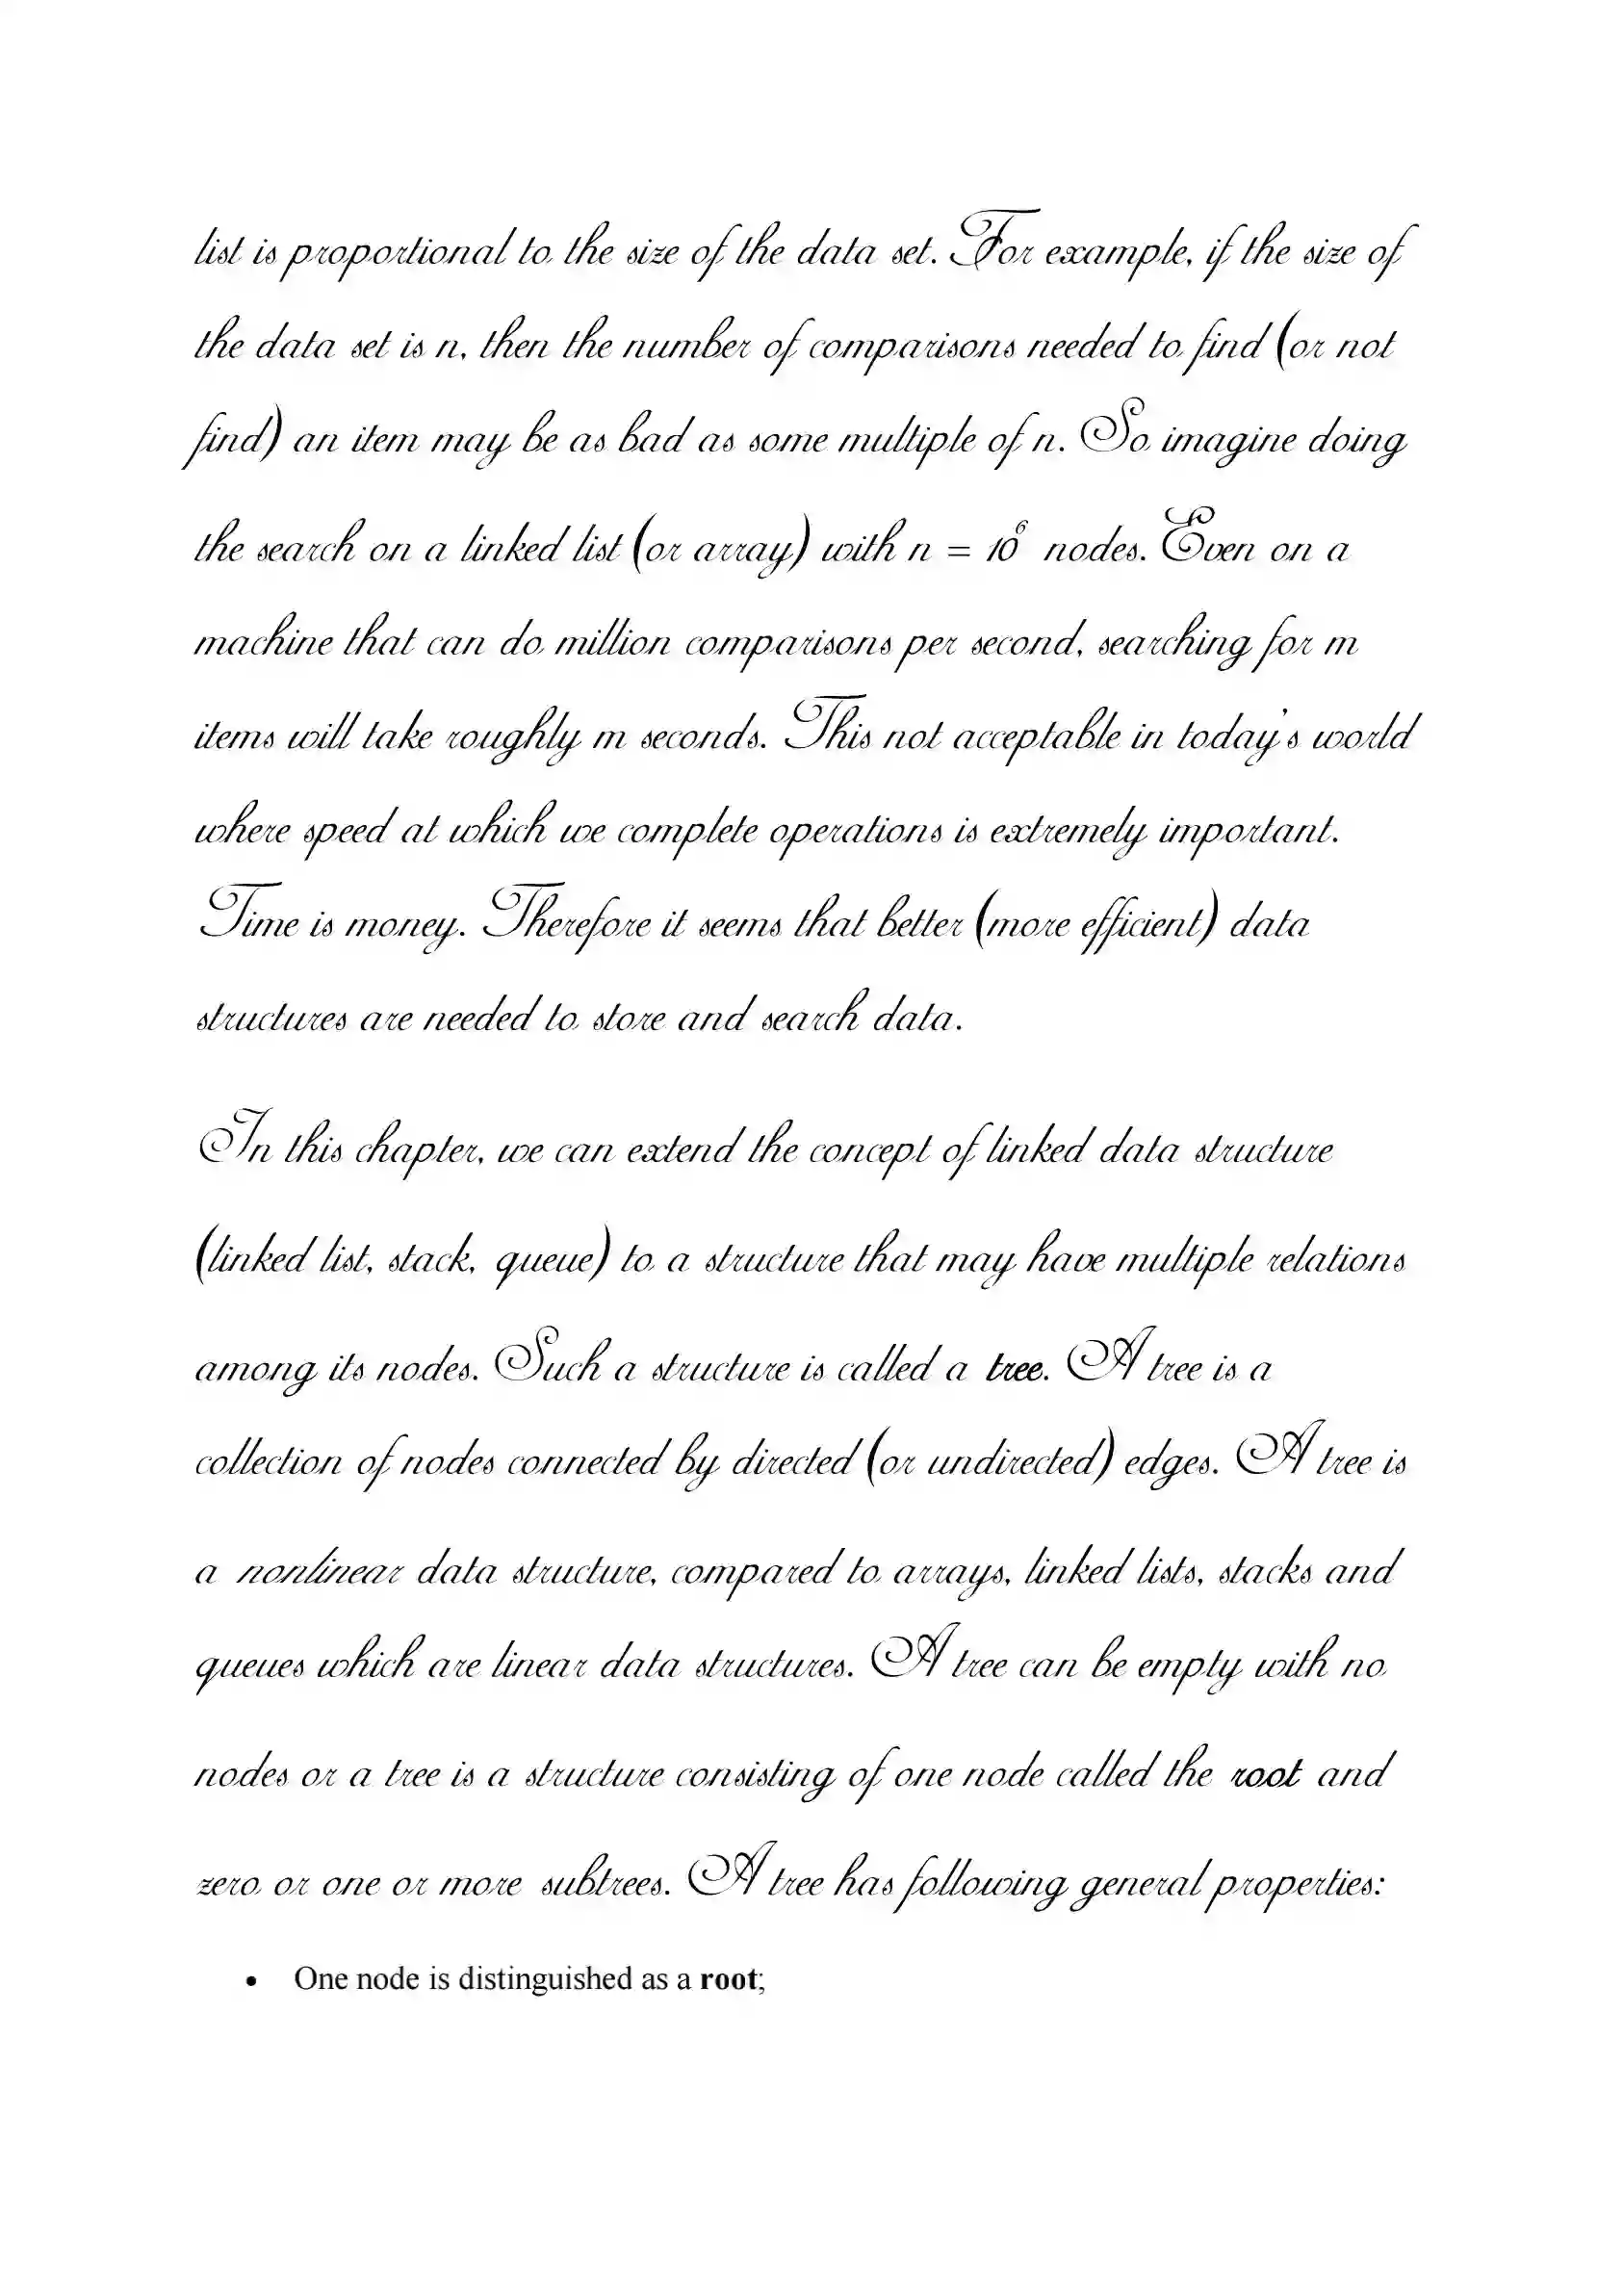 list is proportional to the size of the data set. For example, if the size of
the data set is n, then the number of comparisons needed to find (or not
find) an item may be as bad as some multiple of n. So imagine doing
the search on a linked list (or array) with n = 10⁶ nodes. Even on a
machine that can do million comparisons per second, searching for m
items will take roughly m seconds. This not acceptable in today's world
where speed at which we complete operations is extremely important.
Time is money. Therefore it seems that better (more efficient) data
structures are needed to store and search data.
In this chapter, we can extend the concept of linked data structure
(linked list, stack, queue) to a structure that may have multiple relations
among its nodes. Such a structure is called a tree. A tree is a
collection of nodes connected by directed (or undirected) edges. A tree is
a nonlinear data structure, compared to arrays, linked lists, stacks and
queues which are linear data structures. A tree can be empty with no
nodes or a tree is a structure consisting of one node called the root and
zero or one or more subtrees. A tree has following general properties:
• One node is distinguished as a root;